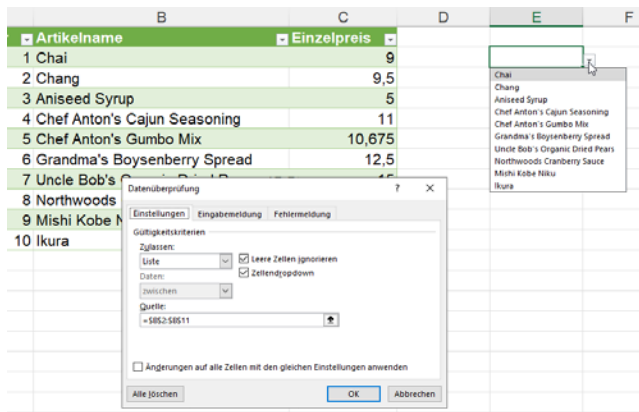 B C D E F
Artikelname Einzelpreis
1 Chai 9
2 Chang 9,5
3 Aniseed Syrup 5
4 Chef Anton's Cajun Seasoning 11
5 Chef Anton's Gumbo Mix 10,675
6 Grandma's Boysenberry Spread 12,5
7 Uncle Bob's
8 Northwoods
9 Mishi Kobe N
10 Ikura
Chai
Chang
Aniseed Syrup
Chef Anton's Cajun Seasoning
Chef Anton's Gumbo Mix
Grandma's Boysenberry Spread
Uncle Bob's Organic Dried Pears
Northwoods Cranberry Sauce
Mishi Kobe Niku
Ikura
Datenüberprüfung ? ×
Einstellungen Eingabemeldung Fehlermeldung
Gültigkeitskriterien
Zulassen:
Liste Leere Zellen ignorieren
Daten: Zellendropdown
zwischen
Quelle:
=$B$2:$B$11
Änderungen auf alle Zellen mit den gleichen Einstellungen anwenden
Alle löschen OK Abbrechen